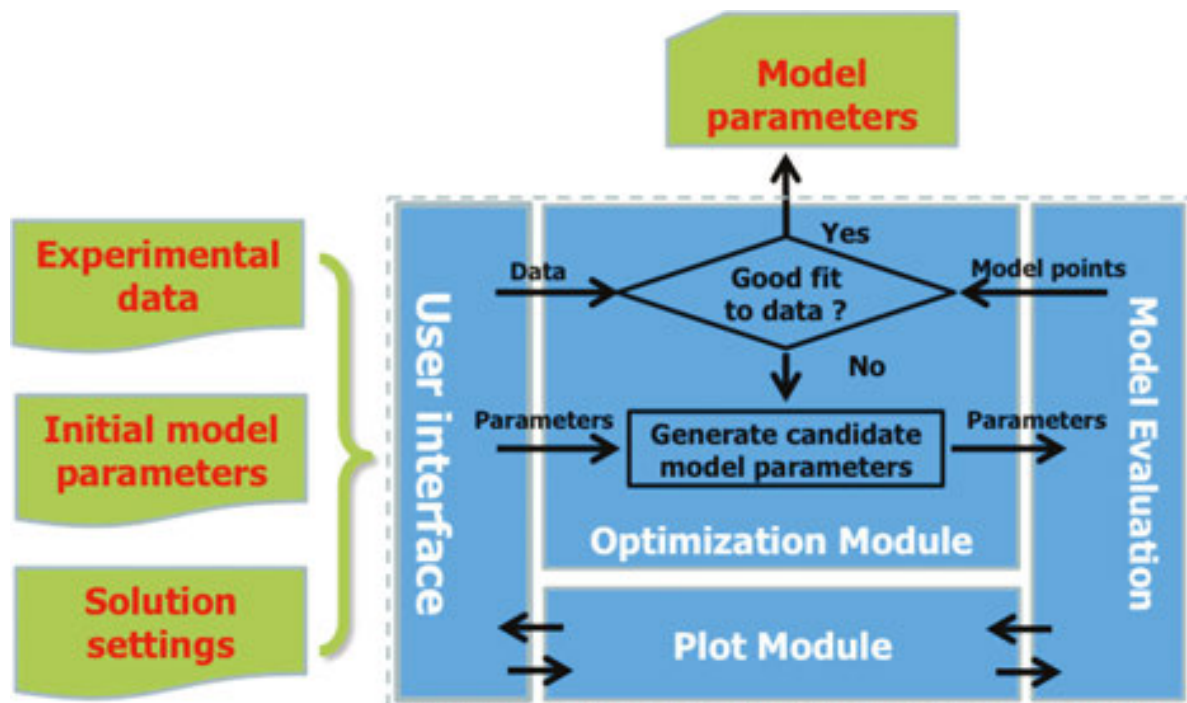 Model
parameters
Experimental
data
Initial model
parameters
Solution
settings
User interface
Data
Yes
Good fit
to data ?
Model points
No
Parameters
Generate candidate
model parameters
Parameters
Optimization Module
Plot Module
Model Evaluation